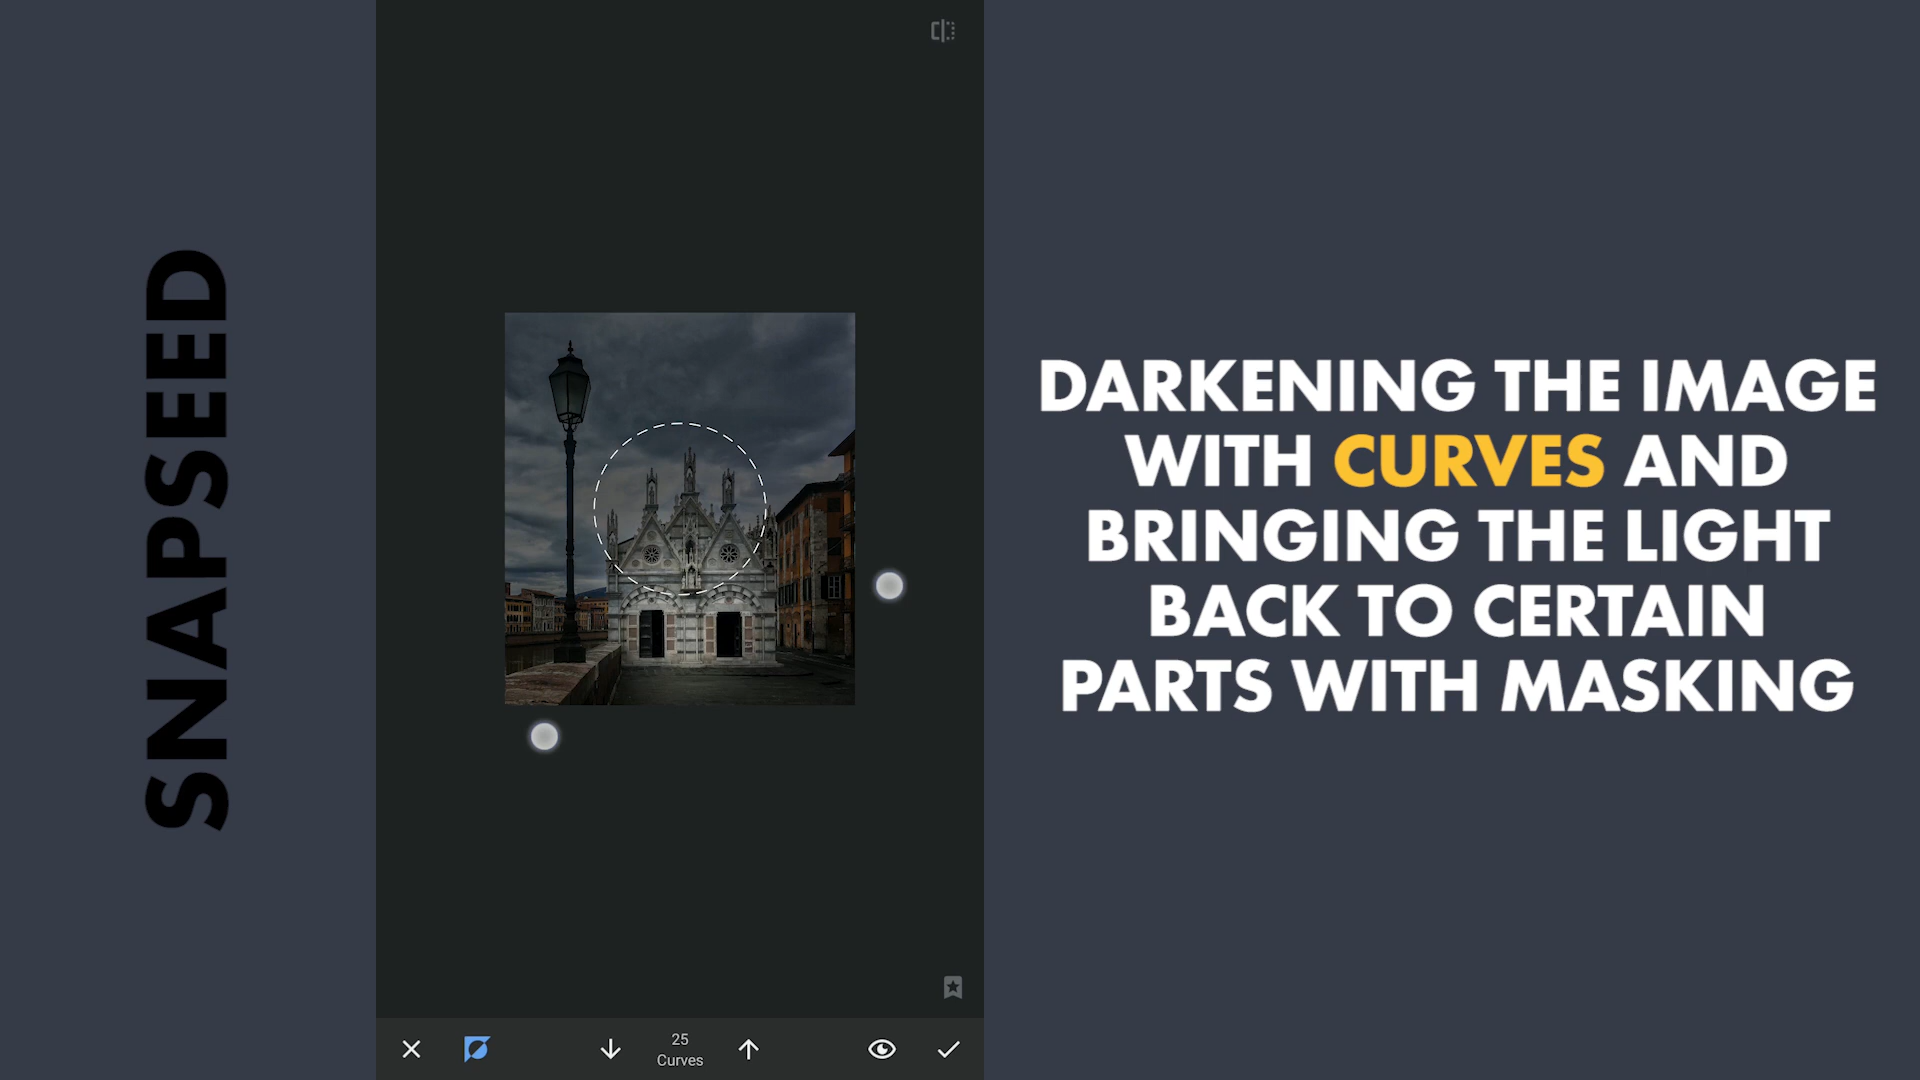 SNAPSEED
DARKENING THE IMAGE
WITH CURVES AND
BRINGING THE LIGHT
BACK TO CERTAIN
PARTS WITH MASKING
25
Curves